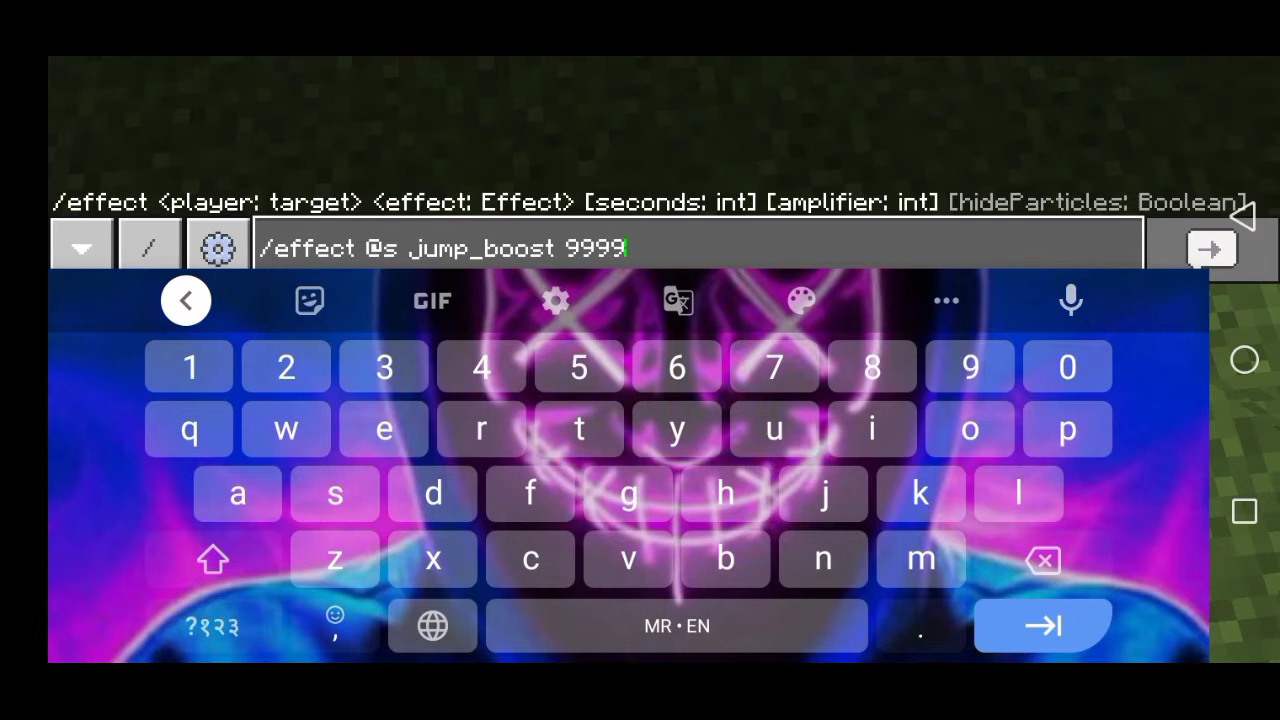 /effect <player: target> <effect: Effect> [seconds: int] [amplifier: int] [hideParticles: Boolean]
/
/effect @s jump_boost 9999
GIF
1 2 3 4 5 6 7 8 9 0
q w e r t y u i o p
a s d f g h j k l
z x c v b n m
?१२३ , MR • EN .